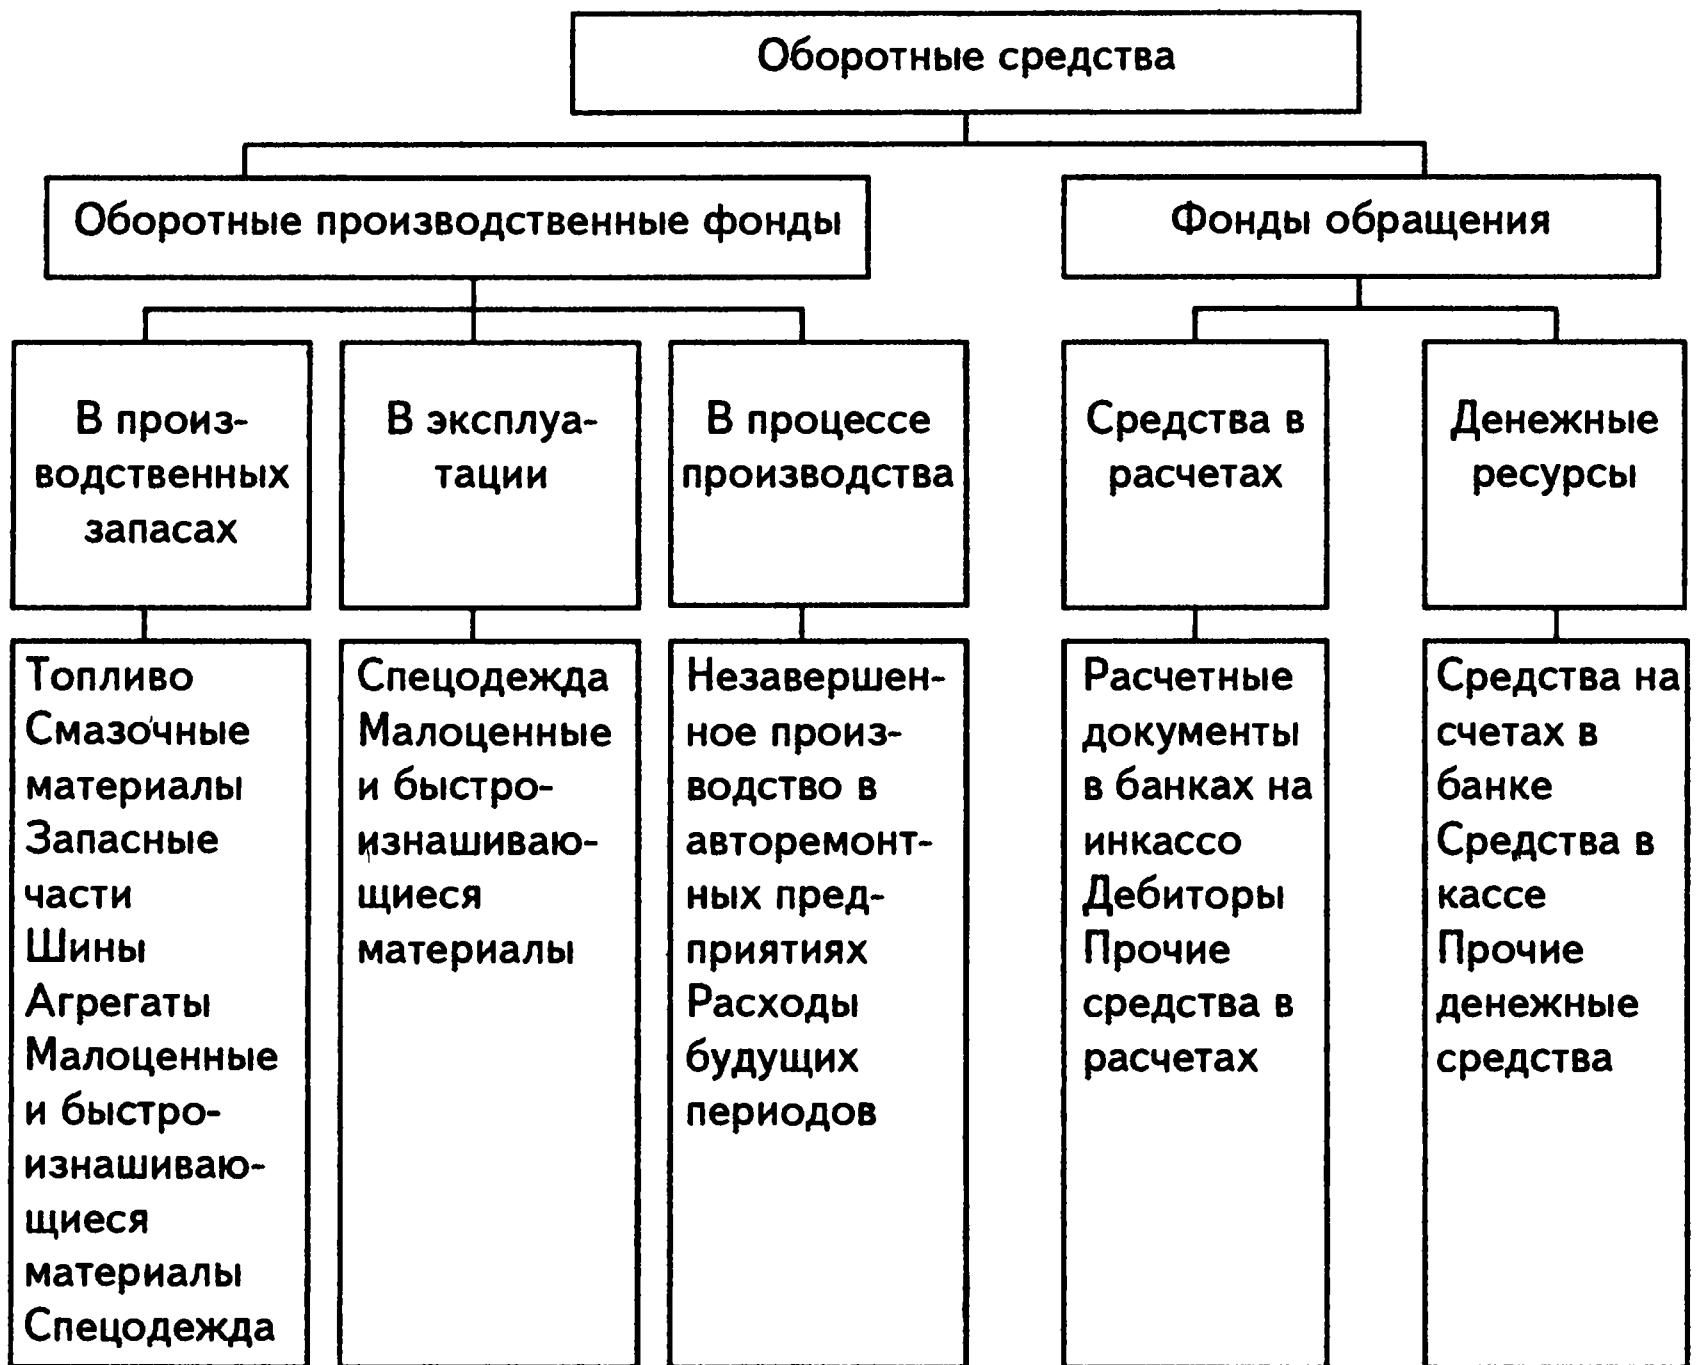 Оборотные средства
Оборотные производственные фонды
Фонды обращения
В произ-
водственных
запасах
В эксплуа-
тации
В процессе
производства
Средства в
расчетах
Денежные
ресурсы
Топливо
Смазочные
материалы
Запасные
части
Шины
Агрегаты
Малоценные
и быстро-
изнашиваю-
щиеся
материалы
Спецодежда
Спецодежда
Малоценные
и быстро-
изнашиваю-
щиеся
материалы
Незавершен-
ное произ-
водство в
авторемонт-
ных пред-
приятиях
Расходы
будущих
периодов
Расчетные
документы
в банках на
инкассо
Дебиторы
Прочие
средства в
расчетах
Средства на
счетах в
банке
Средства в
кассе
Прочие
денежные
средства